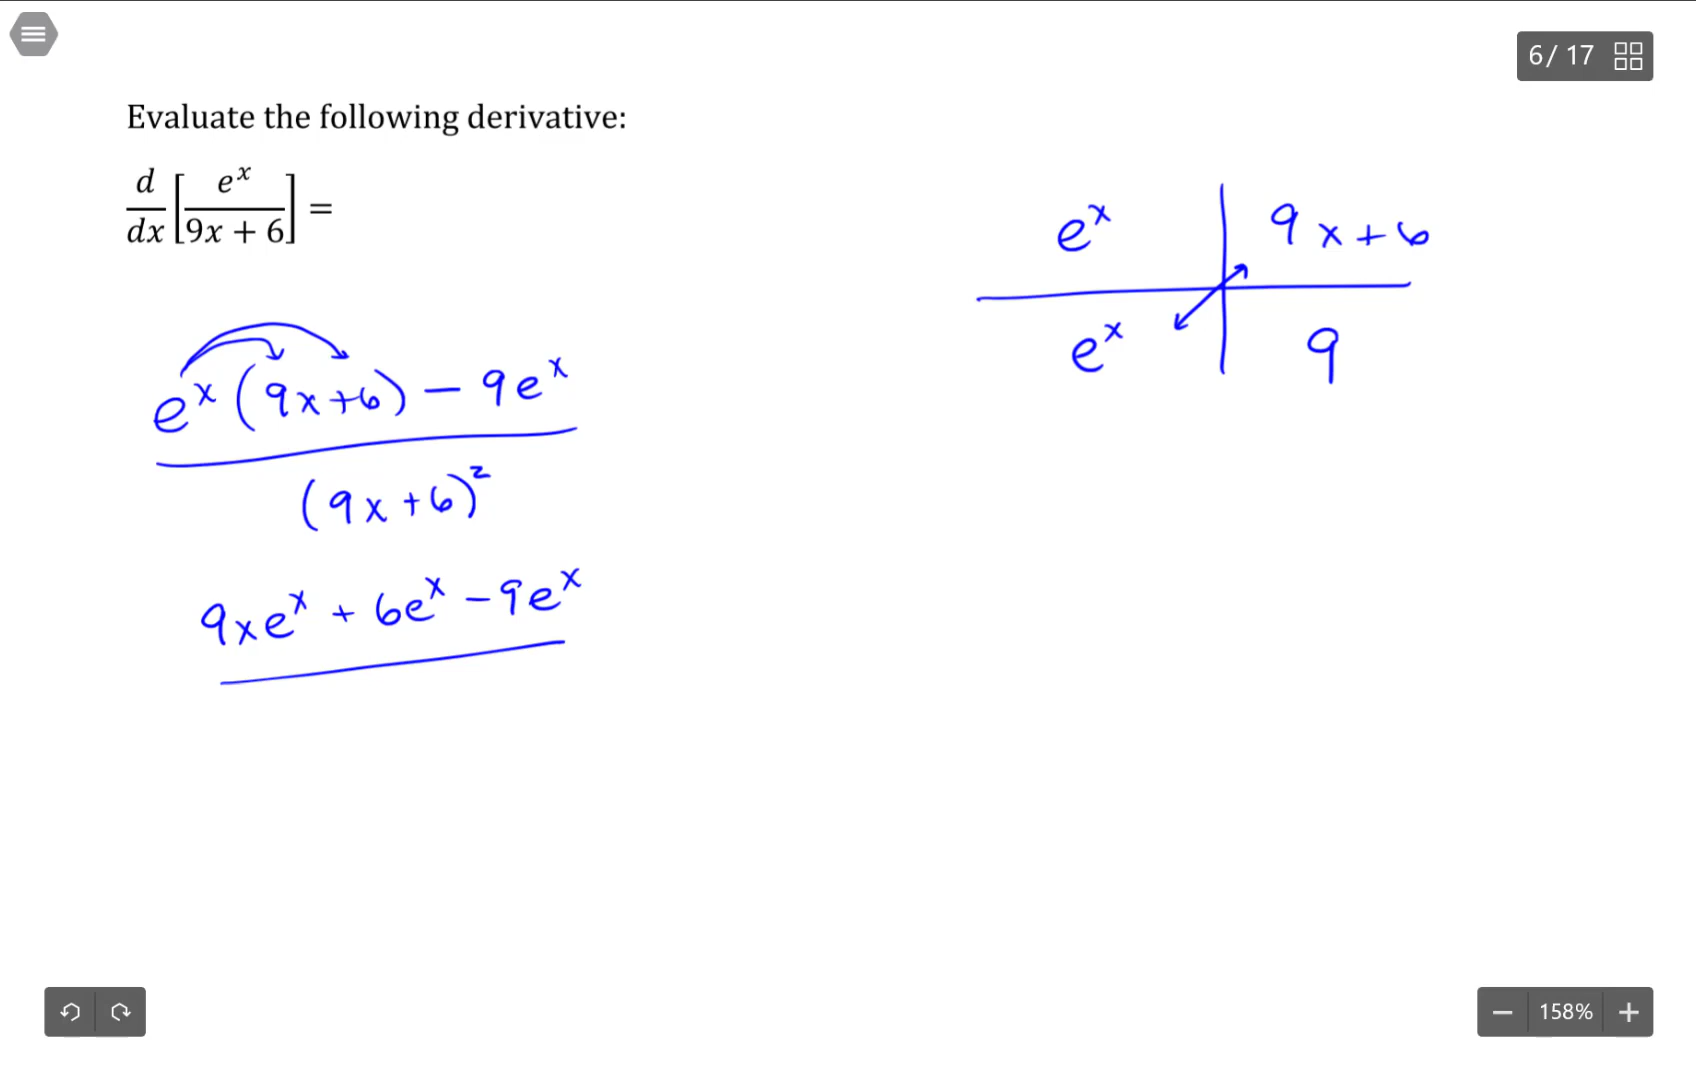 6/ 17
Evaluate the following derivative:
d/dx [e^x/(9x + 6)] =
e^x | 9x+6
e^x | 9
e^x (9x+6) − 9e^x
(9x+6)^2
9xe^x + 6e^x − 9e^x
158%